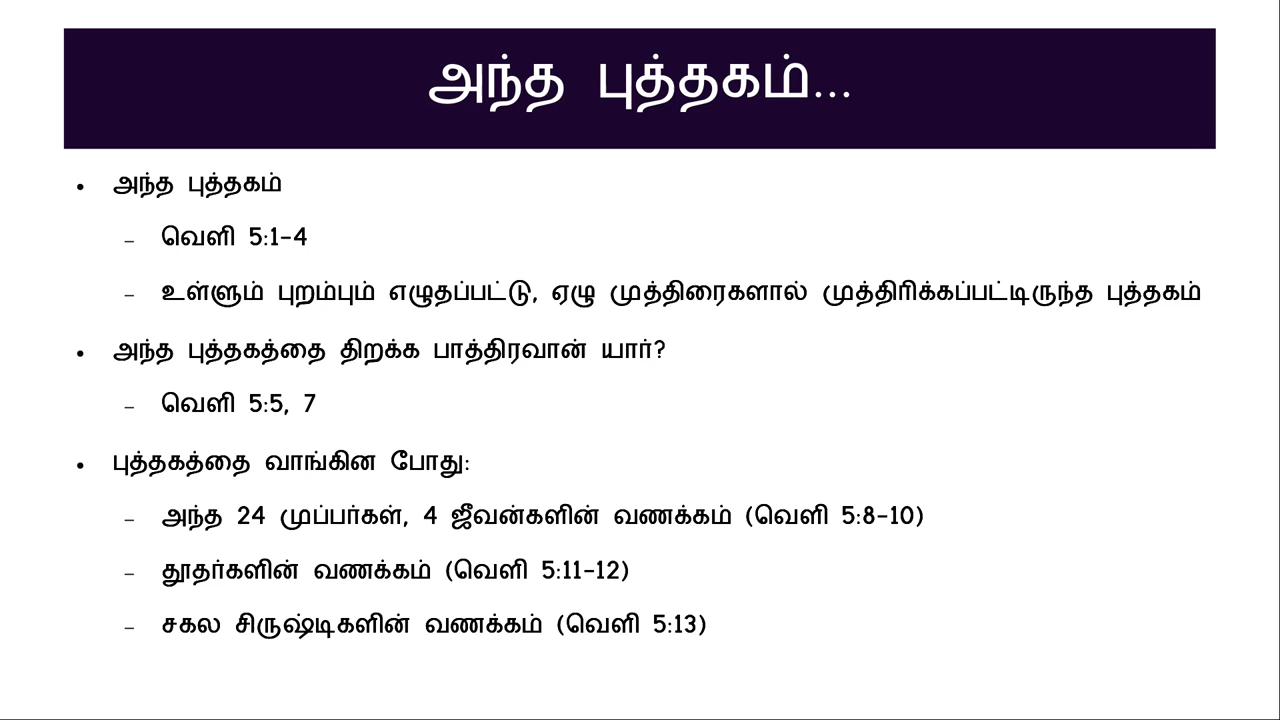 அந்த புத்தகம்...
• அந்த புத்தகம்
– வெளி 5:1-4
– உள்ளும் புறம்பும் எழுதப்பட்டு, ஏழு முத்திரைகளால் முத்திரிக்கப்பட்டிருந்த புத்தகம்
• அந்த புத்தகத்தை திறக்க பாத்திரவான் யார்?
– வெளி 5:5, 7
• புத்தகத்தை வாங்கின போது:
– அந்த 24 முப்பர்கள், 4 ஜீவன்களின் வணக்கம் (வெளி 5:8-10)
– தூதர்களின் வணக்கம் (வெளி 5:11-12)
– சகல சிருஷ்டிகளின் வணக்கம் (வெளி 5:13)